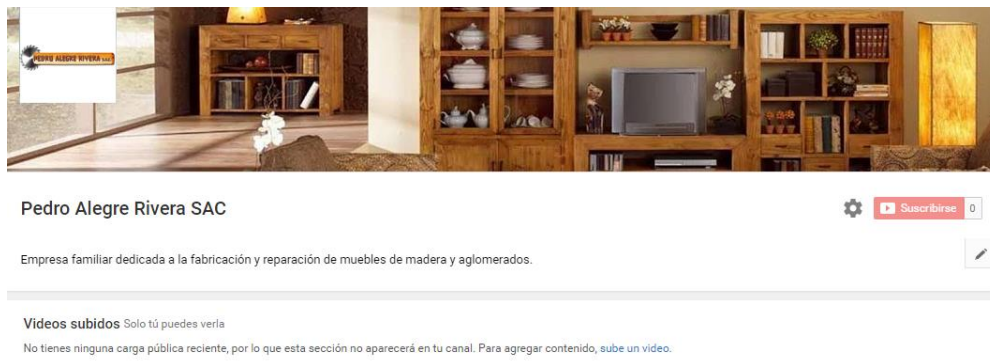 PEDRO ALEGRE RIVERA SAC
Pedro Alegre Rivera SAC
Suscribirse 0
Empresa familiar dedicada a la fabricación y reparación de muebles de madera y aglomerados.
Videos subidos Solo tú puedes verla
No tienes ninguna carga pública reciente, por lo que esta sección no aparecerá en tu canal. Para agregar contenido, sube un video.